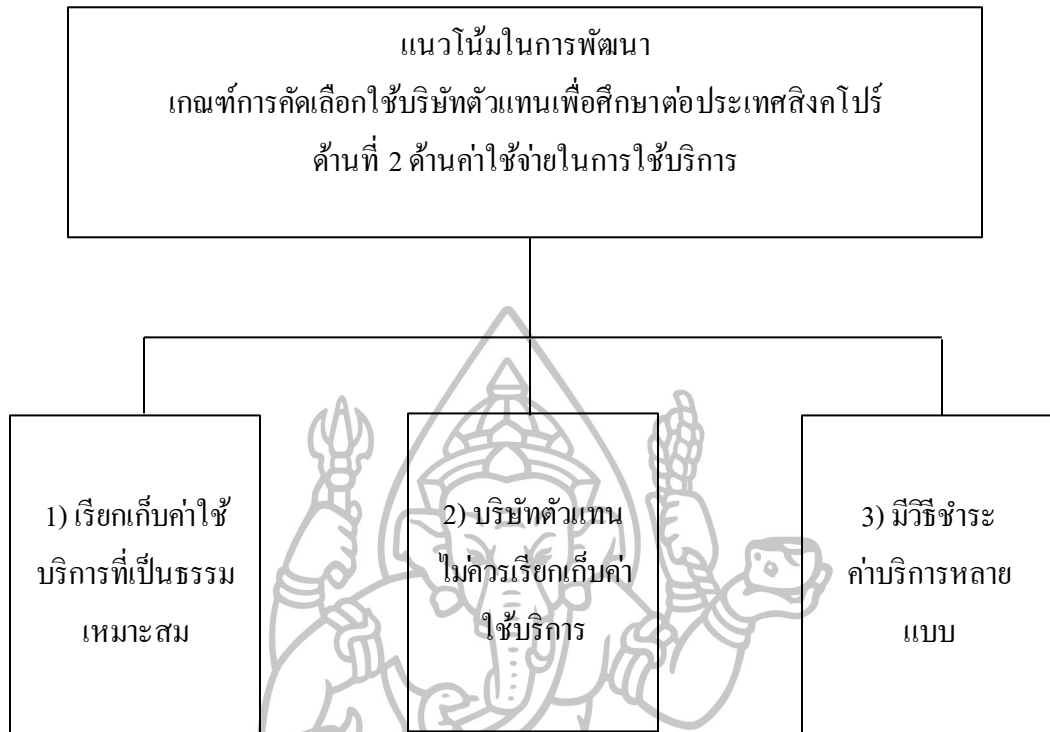 แนวโน้มในการพัฒนา
เกณฑ์การคัดเลือกใช้บริษัทตัวแทนเพื่อศึกษาต่อประเทศสิงคโปร์
ด้านที่ 2 ด้านค่าใช้จ่ายในการใช้บริการ
1) เรียกเก็บค่าใช้
บริการที่เป็นธรรม
เหมาะสม
2) บริษัทตัวแทน
ไม่ควรเรียกเก็บค่า
ใช้บริการ
3) มีวิธีชำระ
ค่าบริการหลาย
แบบ